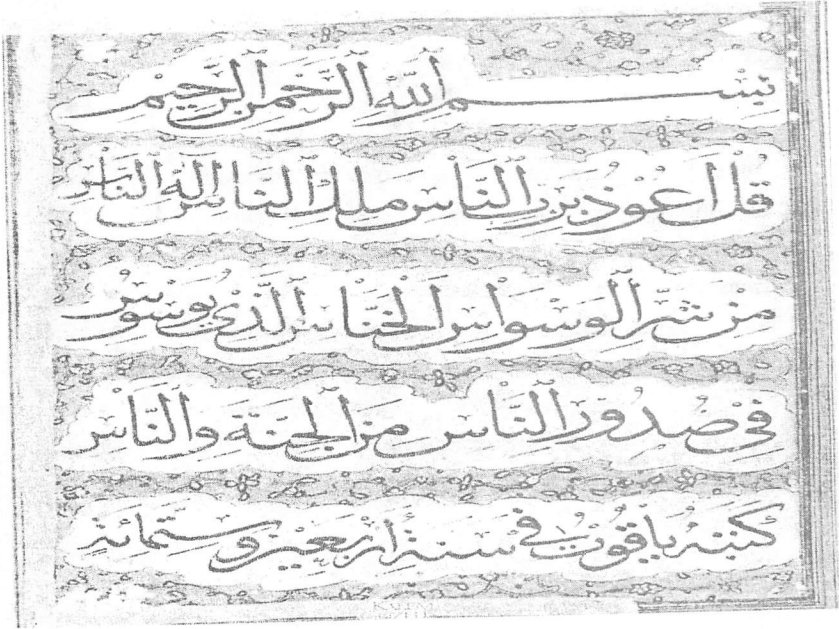 بسم الله الرحمن الرحيم
قل اعوذ برب الناس ملك الناس اله الناس
من شر الوسواس الخناس الذي يوسوس
في صدور الناس من الجنة والناس
كتبه ياقوت في سنة اربعين وستمائة